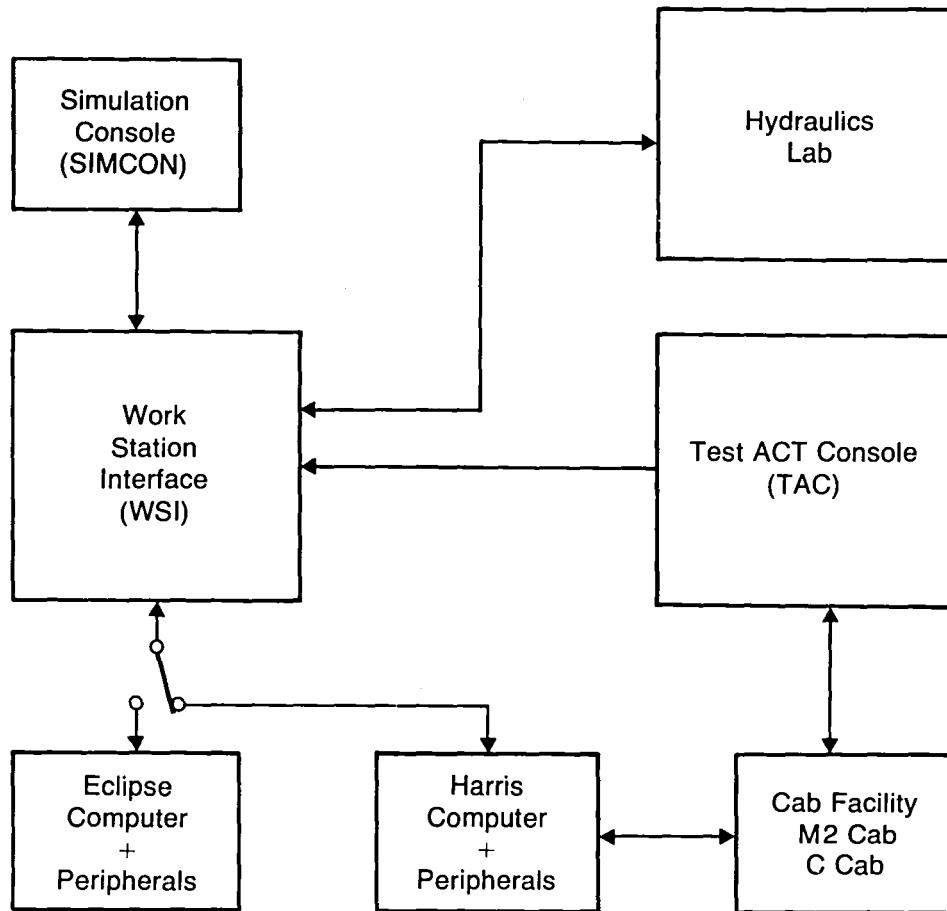 Simulation
Console
(SIMCON)
Hydraulics
Lab
Work
Station
Interface
(WSI)
Test ACT Console
(TAC)
Eclipse
Computer
+
Peripherals
Harris
Computer
+
Peripherals
Cab Facility
M2 Cab
C Cab